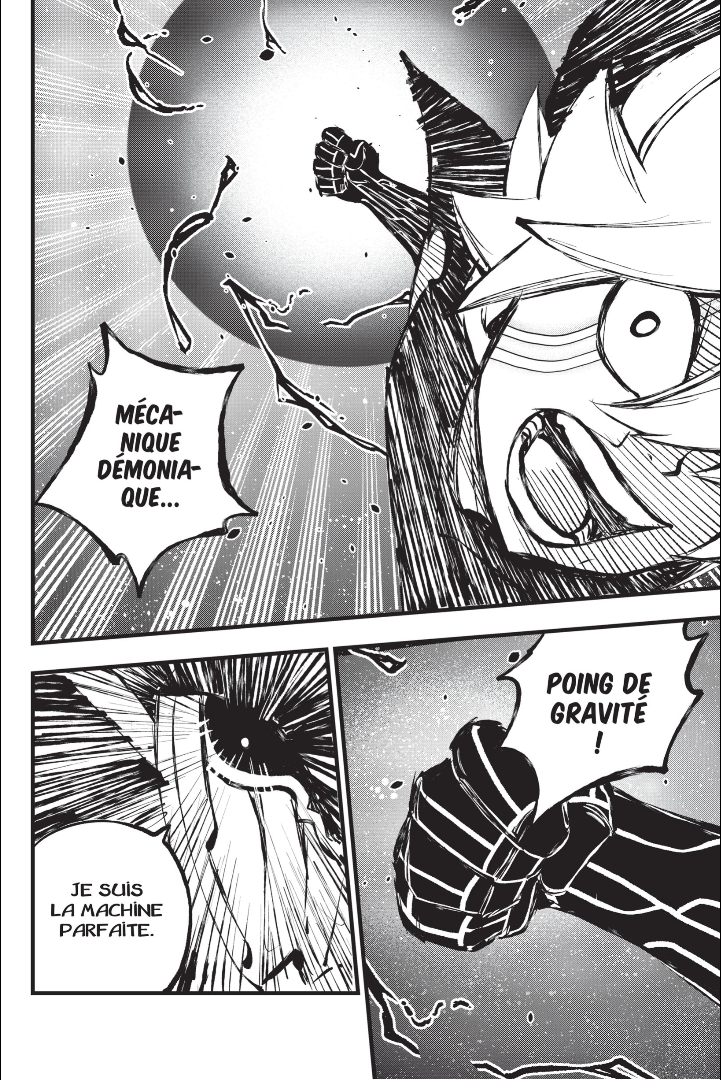 MÉCA-
NIQUE
DÉMONIA-
QUE...
POING DE
GRAVITÉ
!
JE SUIS
LA MACHINE
PARFAITE.